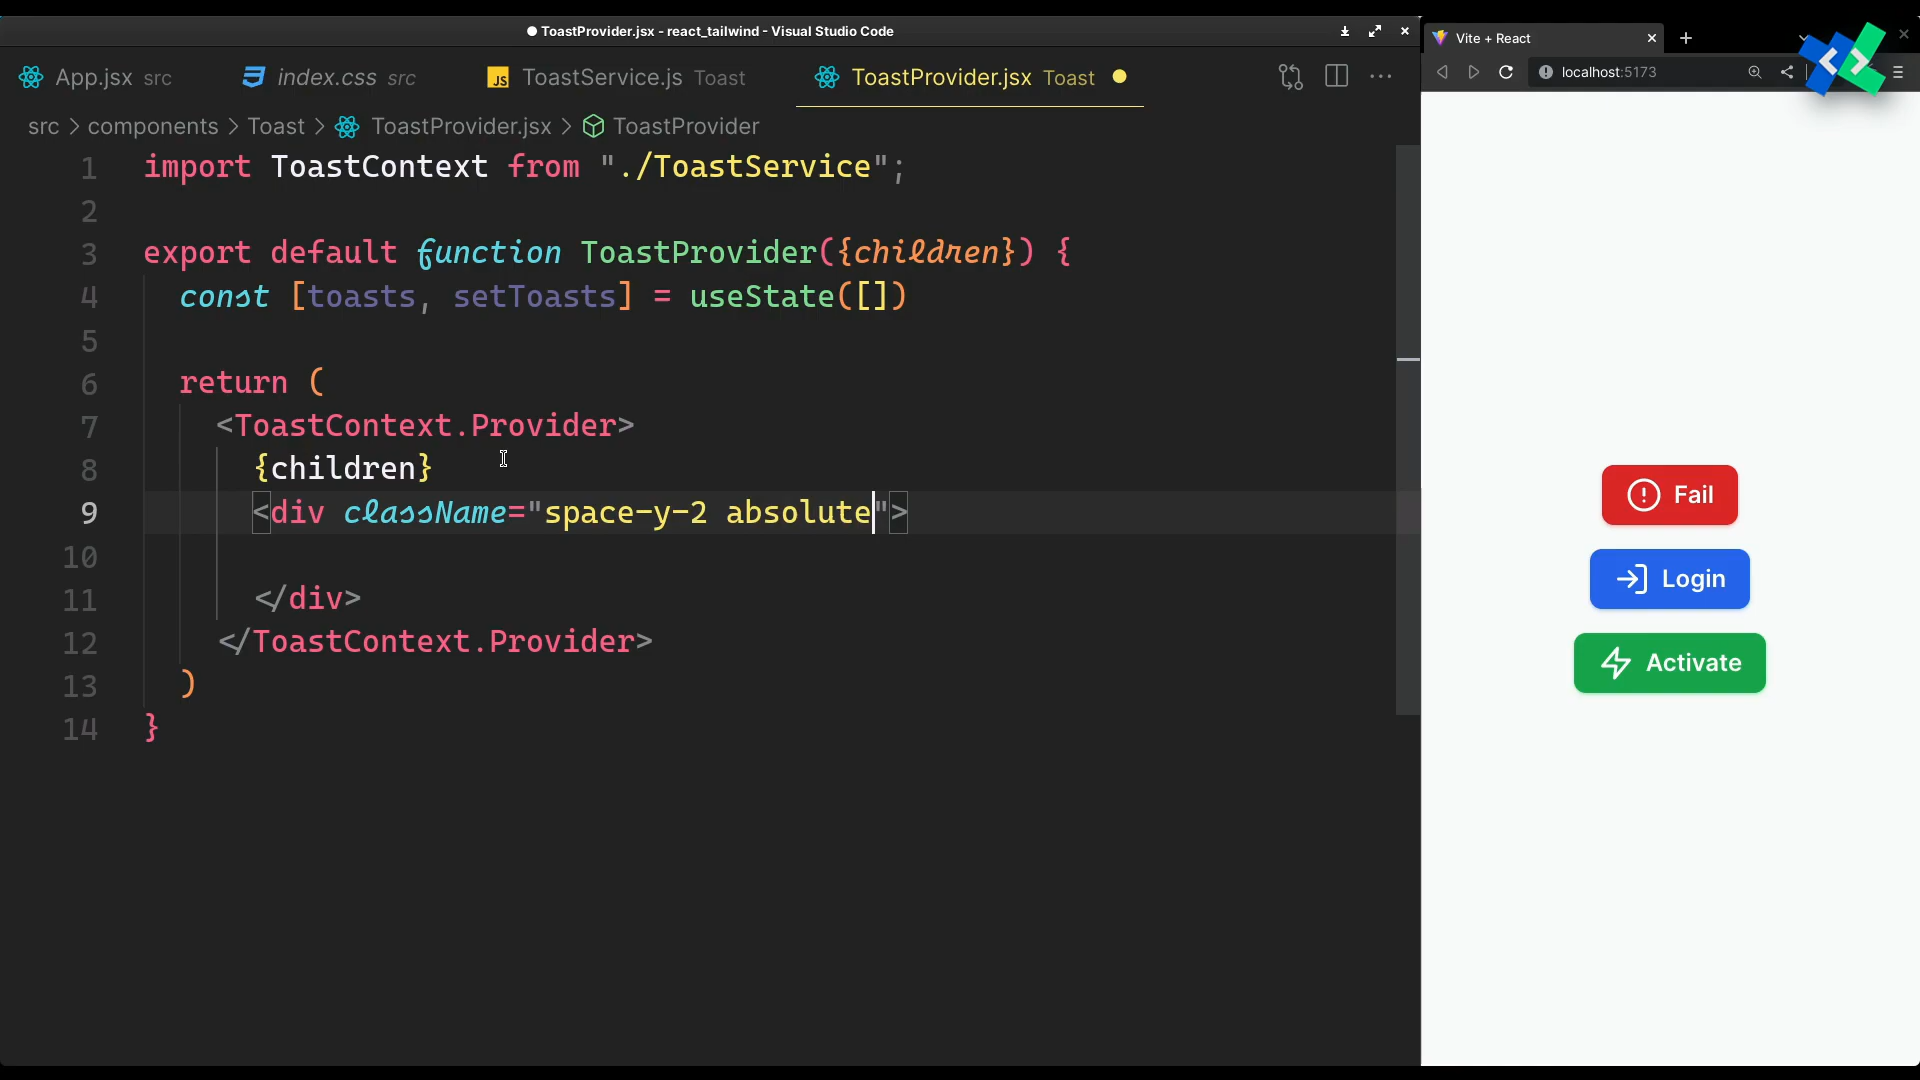 ToastProvider.jsx - react_tailwind - Visual Studio Code
App.jsx src
index.css src
JS ToastService.js Toast
ToastProvider.jsx Toast
src > components > Toast > ToastProvider.jsx > ToastProvider
1 import ToastContext from "./ToastService";
2
3 export default function ToastProvider({children}) {
4 const [toasts, setToasts] = useState([])
5
6 return (
7 <ToastContext.Provider>
8 {children}
9 <div className="space-y-2 absolute">
10
11 </div>
12 </ToastContext.Provider>
13 )
14 }
Vite + React
localhost:5173
Fail
Login
Activate